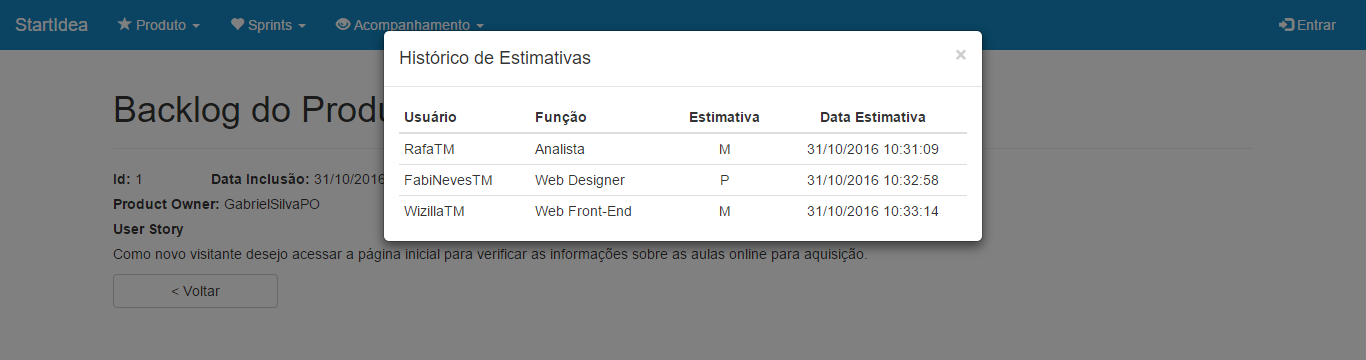 StartIdea Produto Sprints Acompanhamento Entrar
Histórico de Estimativas ×
Backlog do Produ
Usuário Função Estimativa Data Estimativa
RafaTM Analista M 31/10/2016 10:31:09
FabiNevesTM Web Designer P 31/10/2016 10:32:58
WizillaTM Web Front-End M 31/10/2016 10:33:14
Id: 1 Data Inclusão: 31/10/2016
Product Owner: GabrielSilvaPO
User Story
Como novo visitante desejo acessar a página inicial para verificar as informações sobre as aulas online para aquisição.
< Voltar